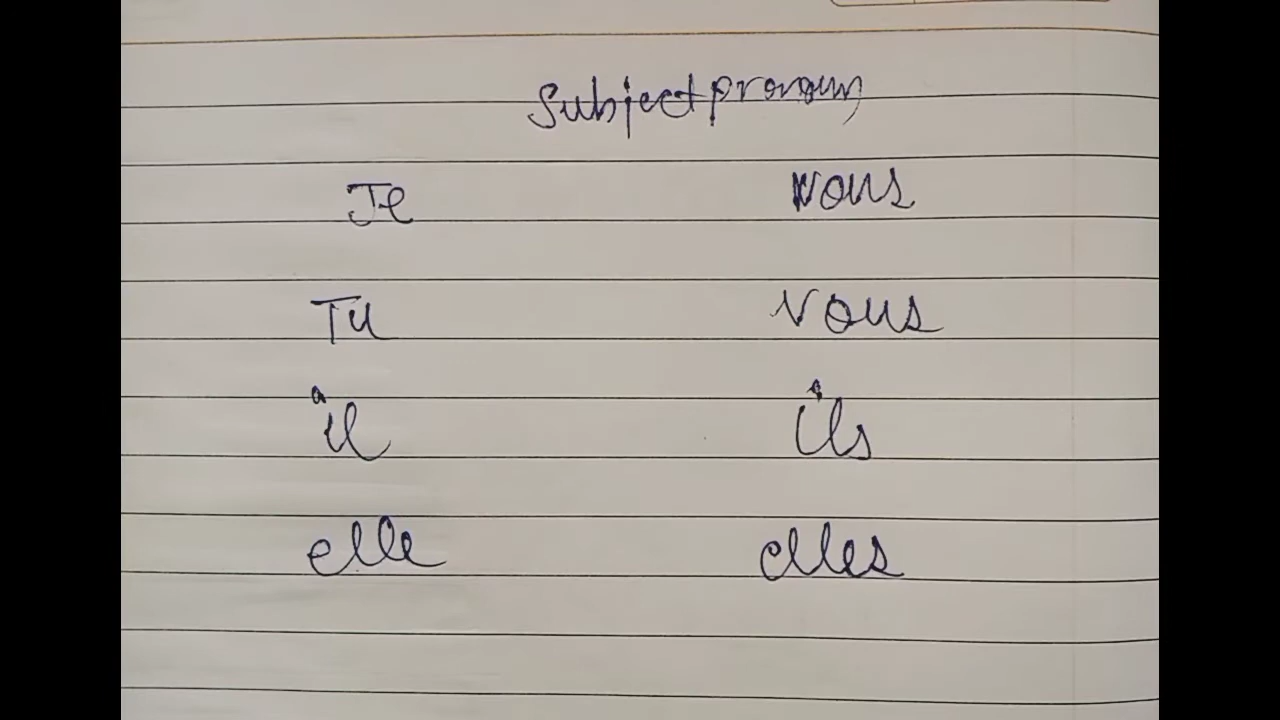 Subject pronoun
Je Nous
Tu Vous
il ils
elle elles